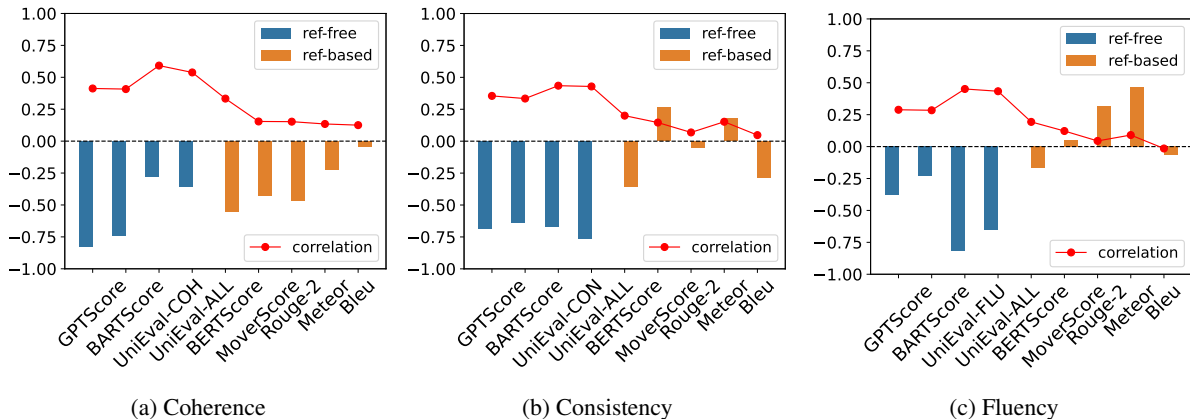 1.00
0.75
0.50
0.25
0.00
−0.25
−0.50
−0.75
−1.00
ref-free
ref-based
correlation
GPTScore
BARTScore
UniEval-COH
UniEval-ALL
BERTScore
MoverScore
Rouge-2
Meteor
Bleu
(a) Coherence
1.00
0.75
0.50
0.25
0.00
−0.25
−0.50
−0.75
−1.00
ref-free
ref-based
correlation
GPTScore
BARTScore
UniEval-CON
UniEval-ALL
BERTScore
MoverScore
Rouge-2
Meteor
Bleu
(b) Consistency
1.00
0.75
0.50
0.25
0.00
−0.25
−0.50
−0.75
−1.00
ref-free
ref-based
correlation
GPTScore
BARTScore
UniEval-FLU
UniEval-ALL
BERTScore
MoverScore
Rouge-2
Meteor
Bleu
(c) Fluency